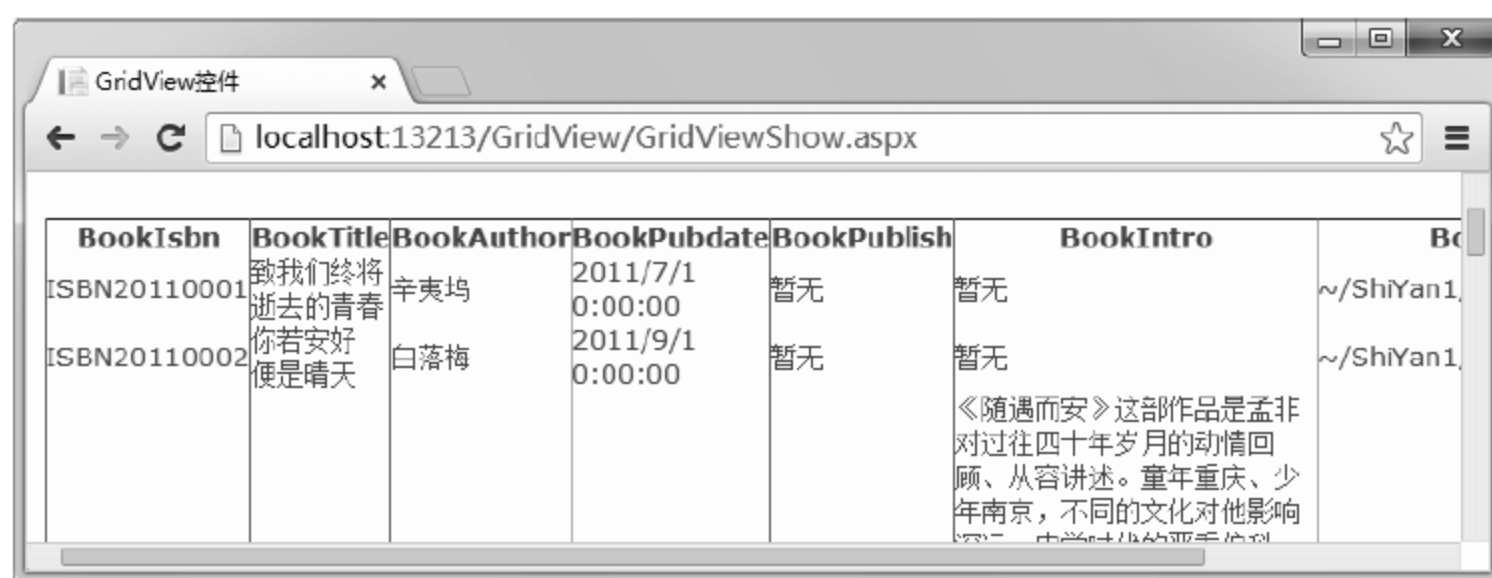 GridView控件
localhost:13213/GridView/GridViewShow.aspx
BookIsbn BookTitle BookAuthor BookPubdate BookPublish BookIntro
ISBN20110001 致我们终将逝去的青春 辛夷坞 2011/7/1 0:00:00 暂无 暂无 ~/ShiYan1
ISBN20110002 你若安好便是晴天 白落梅 2011/9/1 0:00:00 暂无 暂无 ~/ShiYan1
《随遇而安》这部作品是孟非
对过往四十年岁月的动情回
顾、从容讲述。童年重庆、少
年南京，不同的文化对他影响